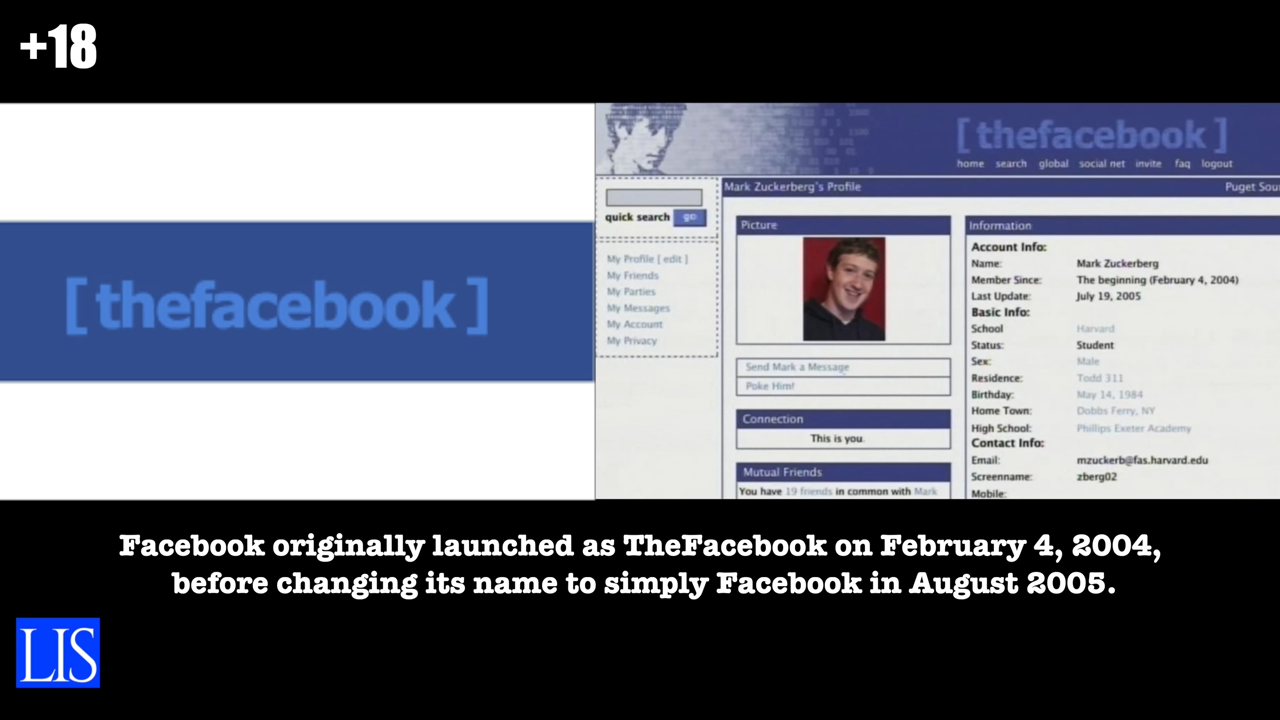 +18
[thefacebook]
[thefacebook]
home search global social net invite faq logout
Mark Zuckerberg's Profile
Puget Sou
quick search go
My Profile [ edit ]
My Friends
My Parties
My Messages
My Account
My Privacy
Picture
Send Mark a Message
Poke Him!
Connection
This is you.
Mutual Friends
You have 19 friends in common with Mark
Information
Account Info:
Name: Mark Zuckerberg
Member Since: The beginning (February 4, 2004)
Last Update: July 19, 2005
Basic Info:
School Harvard
Status: Student
Sex: Male
Residence: Todd 311
Birthday: May 14, 1984
Home Town: Dobbs Ferry, NY
High School: Phillips Exeter Academy
Contact Info:
Email: mzuckerb@fas.harvard.edu
Screenname: zberg02
Mobile:
Facebook originally launched as TheFacebook on February 4, 2004,
before changing its name to simply Facebook in August 2005.
LIS